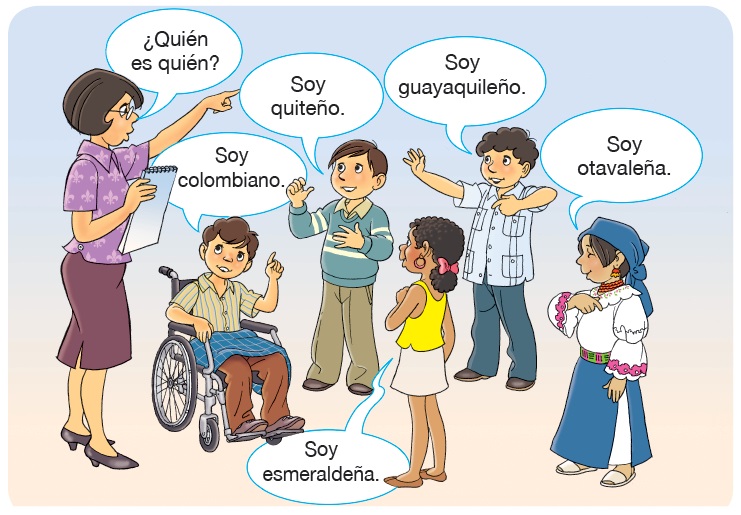 ¿Quién
es quién?
Soy
quiteño.
Soy
guayaquileño.
Soy
otavaleña.
Soy
colombiano.
Soy
esmeraldeña.